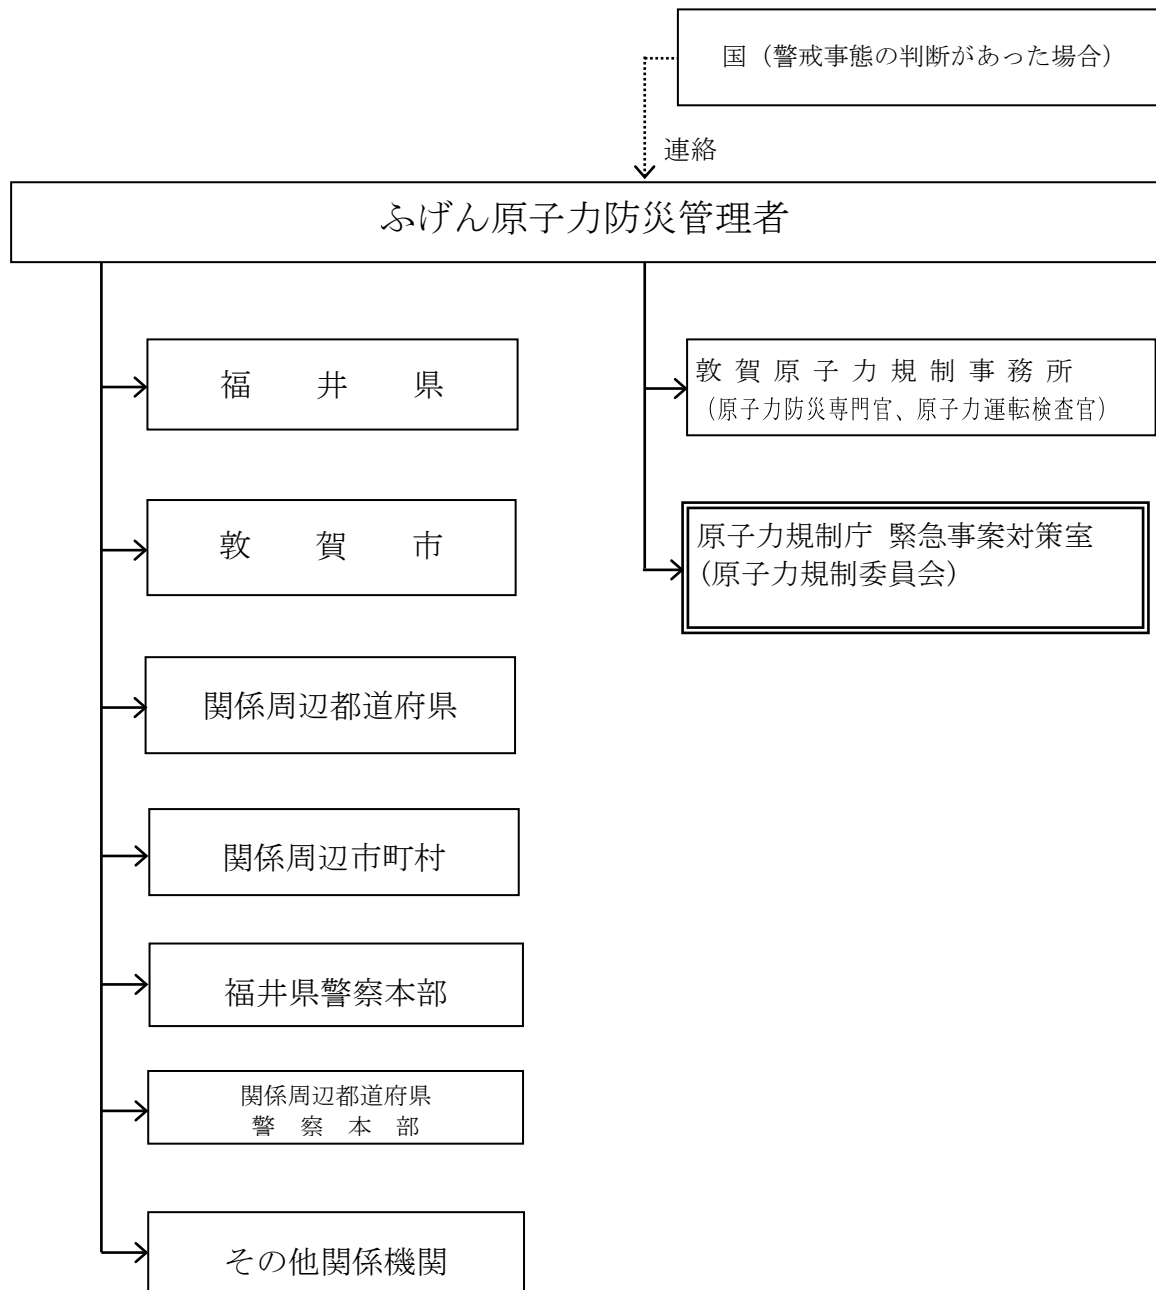 国（警戒事態の判断があった場合）
連絡
ふげん原子力防災管理者
福　井　県
敦　賀　市
関係周辺都道府県
関係周辺市町村
福井県警察本部
関係周辺都道府県
警　察　本　部
その他関係機関
敦賀原子力規制事務所
（原子力防災専門官、原子力運転検査官）
原子力規制庁 緊急事案対策室
（原子力規制委員会）